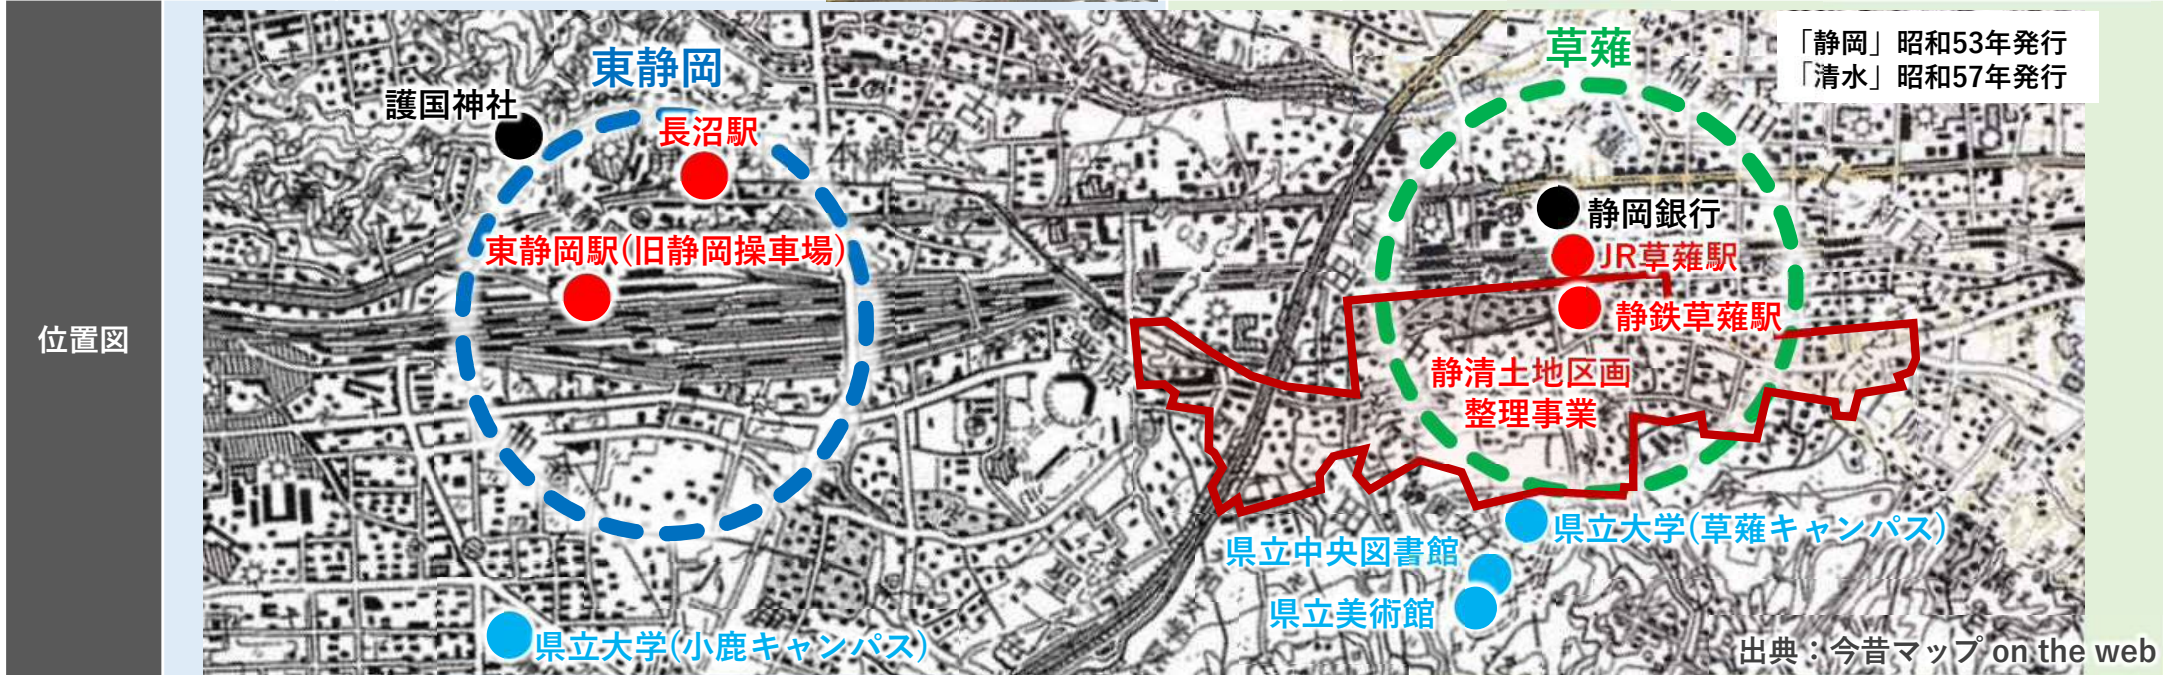 位置図
東静岡
草薙
「静岡」昭和53年発行
「清水」昭和57年発行
護国神社
長沼駅
本線
静岡銀行
東静岡駅(旧静岡操車場)
JR草薙駅
静鉄草薙駅
静清土地区画
整理事業
県立大学(草薙キャンパス)
県立中央図書館
県立美術館
県立大学(小鹿キャンパス)
出典：今昔マップ on the web